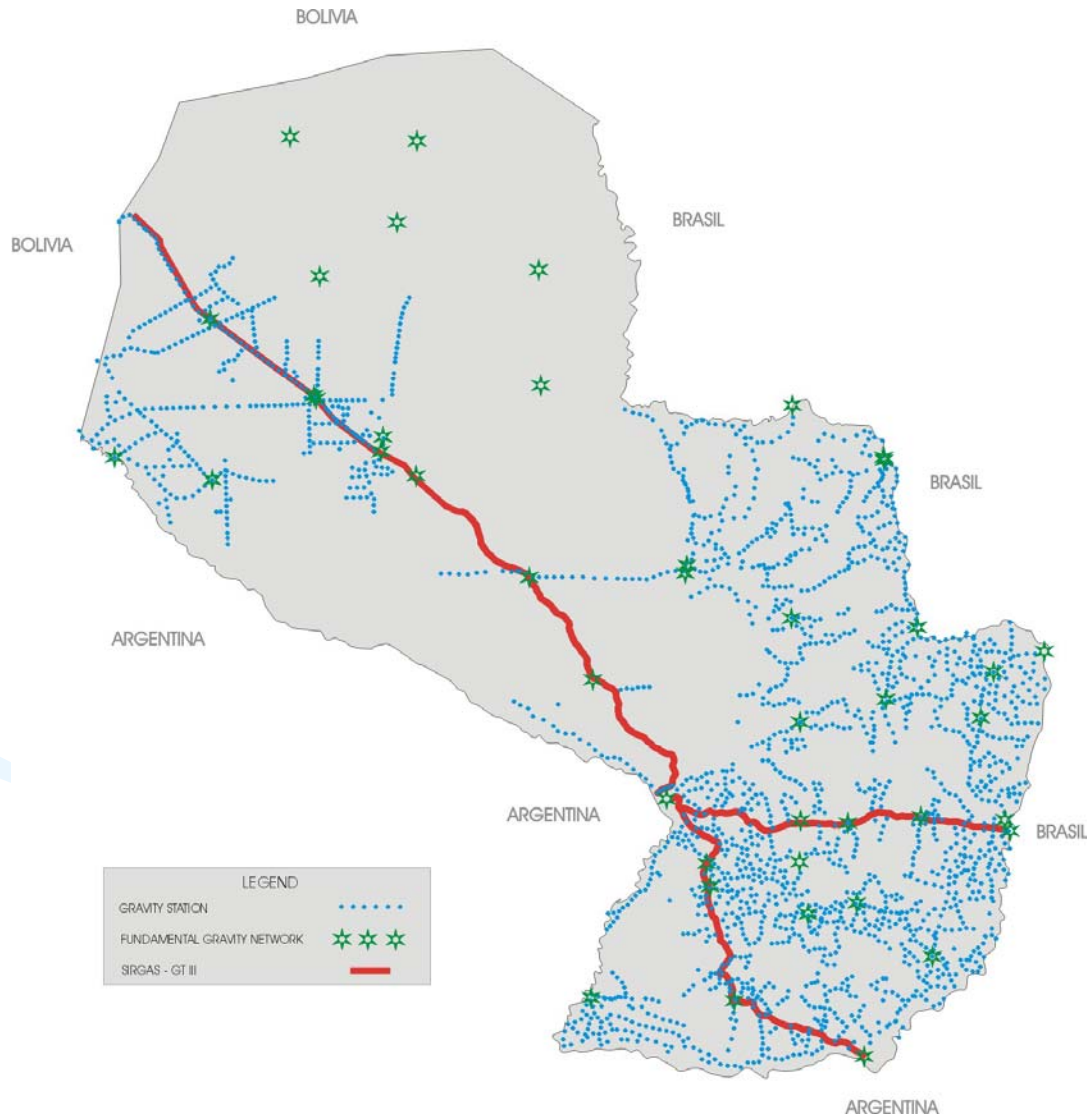 BOLIVIA
BRASIL
BOLIVIA
BRASIL
ARGENTINA
ARGENTINA
BRASIL
LEGEND
GRAVITY STATION
FUNDAMENTAL GRAVITY NETWORK
SIRGAS - GT III
ARGENTINA